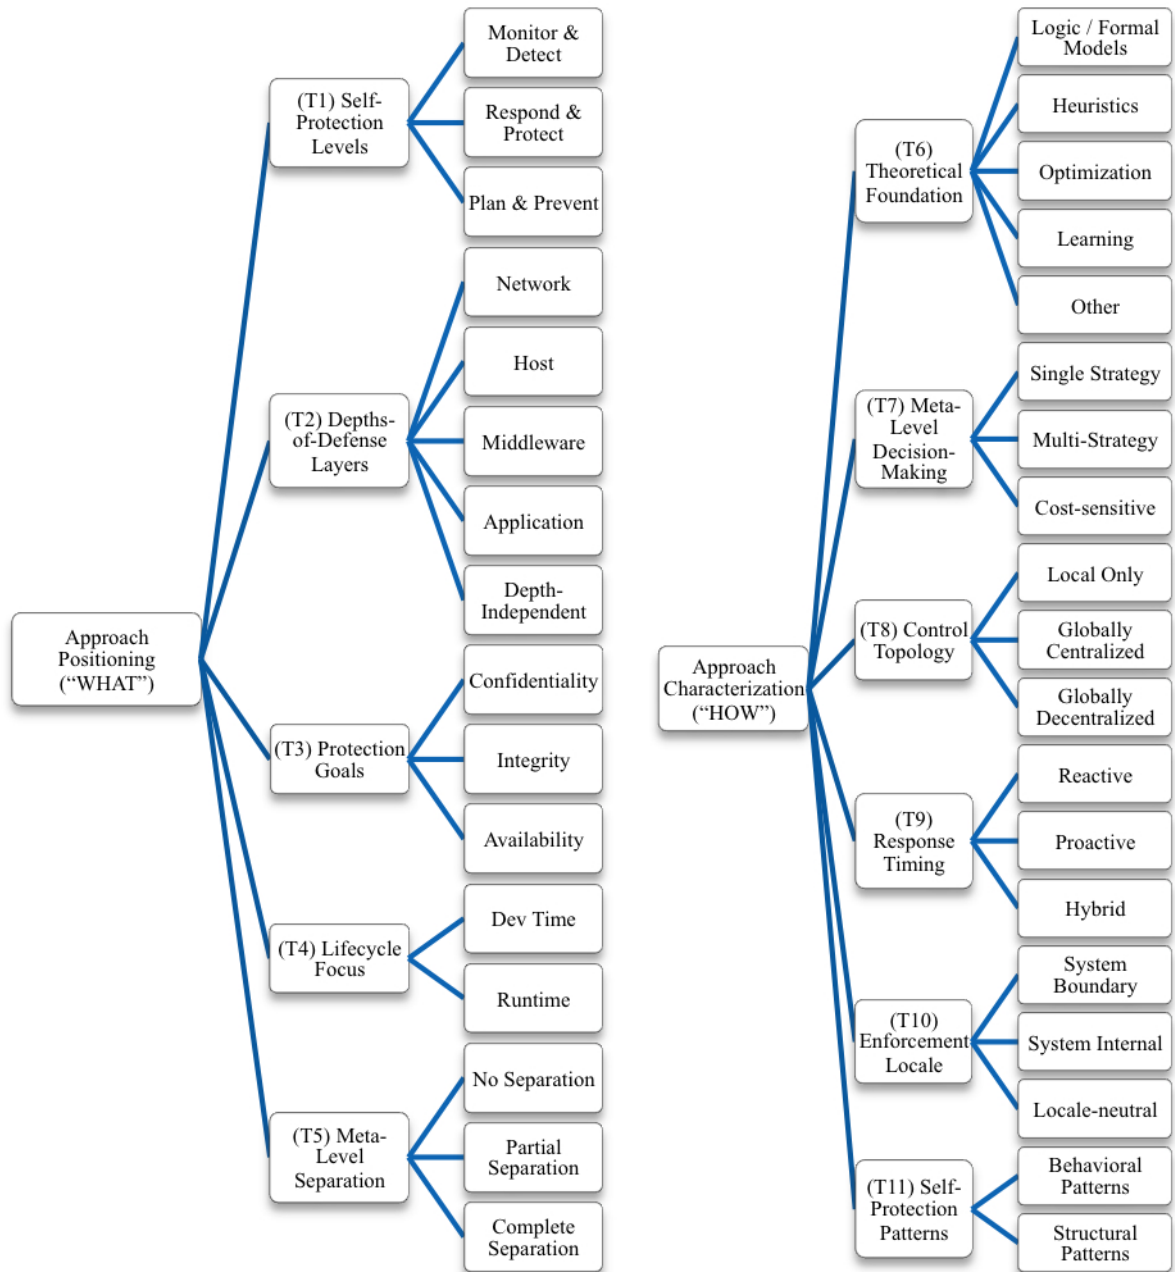 Approach
Positioning
(“WHAT”)
(T1) Self-
Protection
Levels
Monitor &
Detect
Respond &
Protect
Plan & Prevent
(T2) Depths-
of-Defense
Layers
Network
Host
Middleware
Application
Depth-
Independent
(T3) Protection
Goals
Confidentiality
Integrity
Availability
(T4) Lifecycle
Focus
Dev Time
Runtime
(T5) Meta-
Level
Separation
No Separation
Partial
Separation
Complete
Separation
Approach
Characterization
(“HOW”)
(T6)
Theoretical
Foundation
Logic / Formal
Models
Heuristics
Optimization
Learning
Other
(T7) Meta-
Level
Decision-
Making
Single Strategy
Multi-Strategy
Cost-sensitive
(T8) Control
Topology
Local Only
Globally
Centralized
Globally
Decentralized
(T9)
Response
Timing
Reactive
Proactive
Hybrid
(T10)
Enforcement
Locale
System
Boundary
System Internal
Locale-neutral
(T11) Self-
Protection
Patterns
Behavioral
Patterns
Structural
Patterns